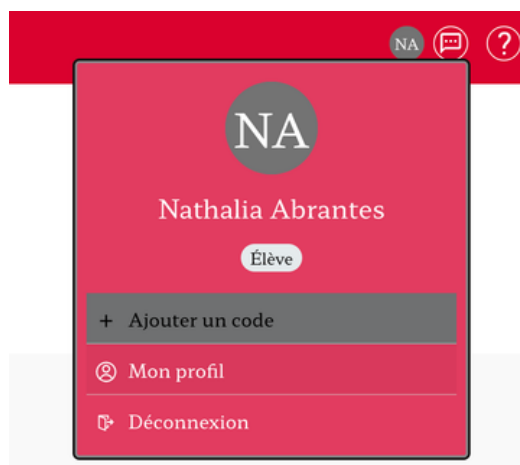 NA
?
NA
Nathalia Abrantes
Élève
+ Ajouter un code
Mon profil
Déconnexion